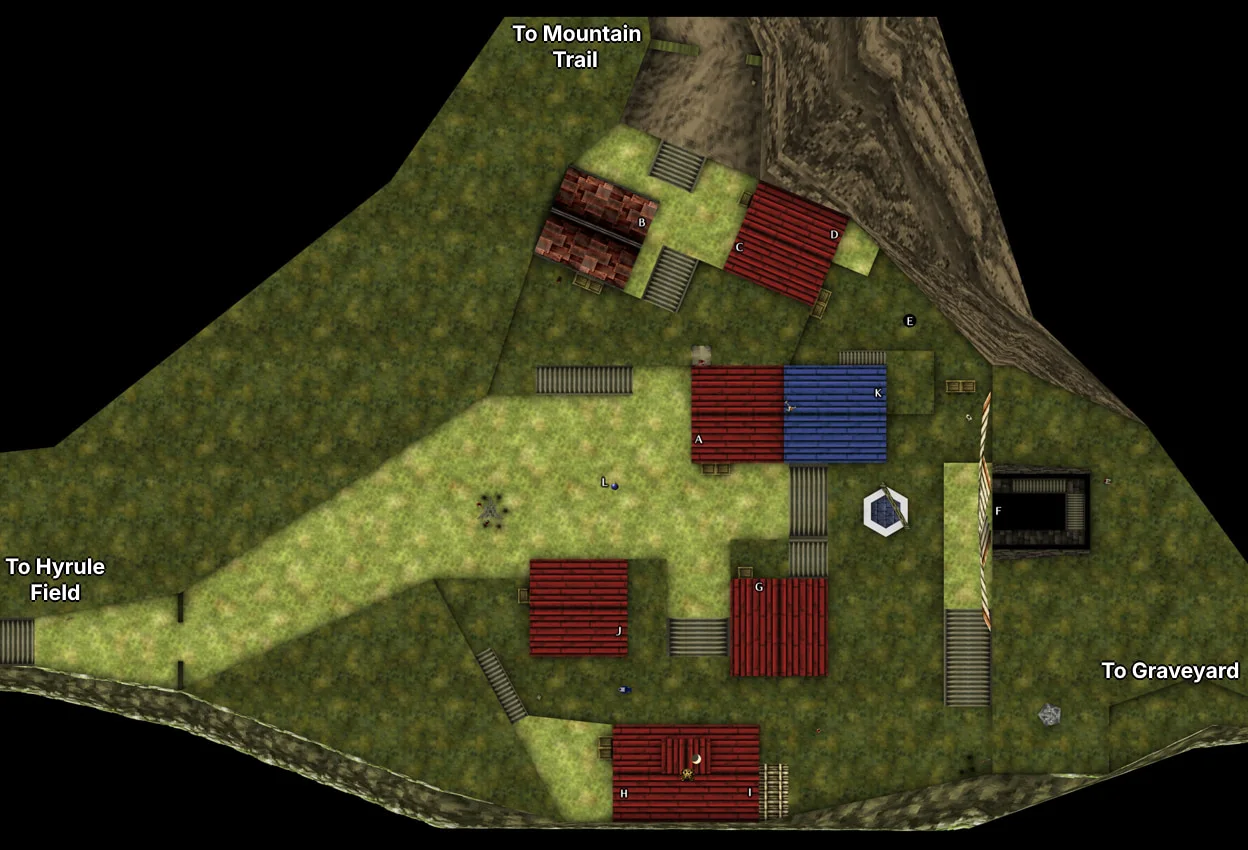 To Mountain
Trail
B
C
D
E
K
A
L
F
To Hyrule
Field
G
J
To Graveyard
H
I